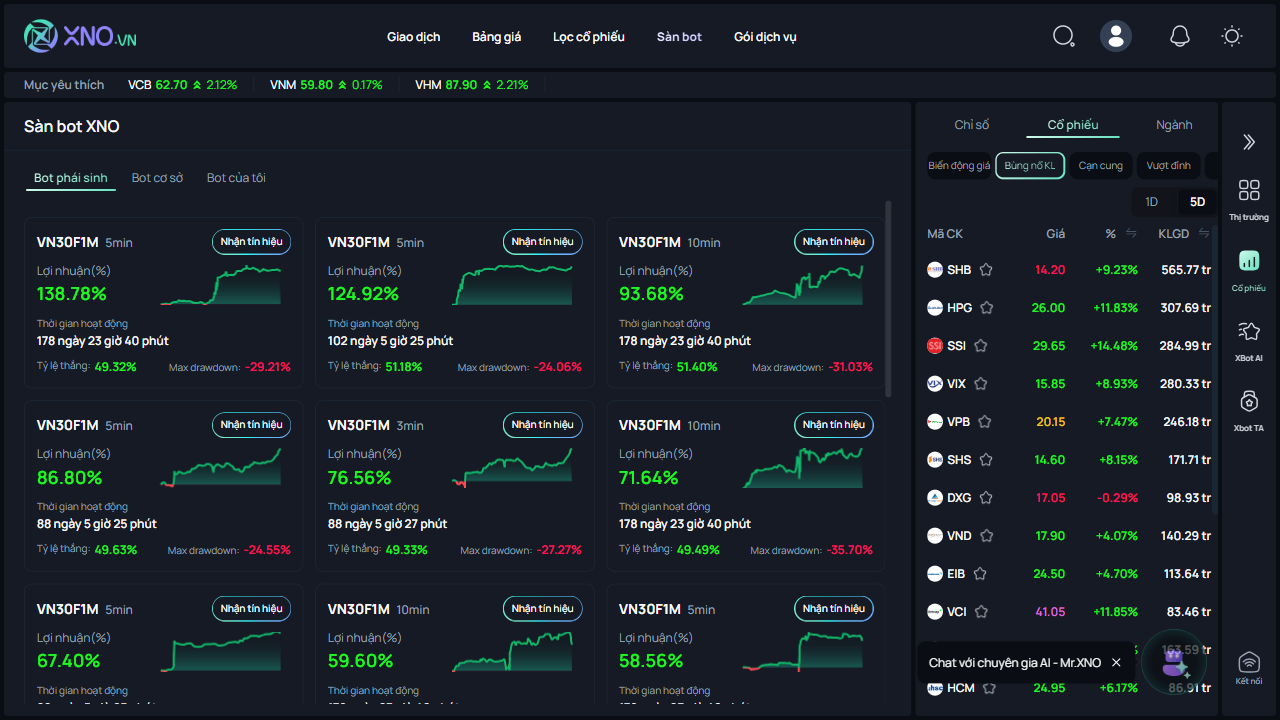 XNO.VN
Giao dịch Bảng giá Lọc cổ phiếu Sàn bot Gói dịch vụ
Mục yêu thích VCB 62.70 2.12% VNM 59.80 0.17% VHM 87.90 2.21%
Sàn bot XNO
Bot phái sinh Bot cơ sở Bot của tôi
VN30F1M 5min Nhận tín hiệu
Lợi nhuận(%)
138.78%
Thời gian hoạt động
178 ngày 23 giờ 40 phút
Tỷ lệ thắng: 49.32% Max drawdown: -29.21%
VN30F1M 5min Nhận tín hiệu
Lợi nhuận(%)
124.92%
Thời gian hoạt động
102 ngày 5 giờ 25 phút
Tỷ lệ thắng: 51.18% Max drawdown: -24.06%
VN30F1M 10min Nhận tín hiệu
Lợi nhuận(%)
93.68%
Thời gian hoạt động
178 ngày 23 giờ 40 phút
Tỷ lệ thắng: 51.40% Max drawdown: -31.03%
VN30F1M 5min Nhận tín hiệu
Lợi nhuận(%)
86.80%
Thời gian hoạt động
88 ngày 5 giờ 25 phút
Tỷ lệ thắng: 49.63% Max drawdown: -24.55%
VN30F1M 3min Nhận tín hiệu
Lợi nhuận(%)
76.56%
Thời gian hoạt động
88 ngày 5 giờ 27 phút
Tỷ lệ thắng: 49.33% Max drawdown: -27.27%
VN30F1M 10min Nhận tín hiệu
Lợi nhuận(%)
71.64%
Thời gian hoạt động
178 ngày 23 giờ 40 phút
Tỷ lệ thắng: 49.49% Max drawdown: -35.70%
VN30F1M 5min Nhận tín hiệu
Lợi nhuận(%)
67.40%
Thời gian hoạt động
VN30F1M 10min Nhận tín hiệu
Lợi nhuận(%)
59.60%
Thời gian hoạt động
VN30F1M 5min Nhận tín hiệu
Lợi nhuận(%)
58.56%
Thời gian hoạt động
Chỉ số Cổ phiếu Ngành
Biến động giá Bùng nổ KL Cạn cung Vượt đỉnh
1D 5D
Mã CK Giá % KLGD
SHB 14.20 +9.23% 565.77 tr
HPG 26.00 +11.83% 307.69 tr
SSI 29.65 +14.48% 284.99 tr
VIX 15.85 +8.93% 280.33 tr
VPB 20.15 +7.47% 246.18 tr
SHS 14.60 +8.15% 171.71 tr
DXG 17.05 -0.29% 98.93 tr
VND 17.90 +4.07% 140.29 tr
EIB 24.50 +4.70% 113.64 tr
VCI 41.05 +11.85% 83.46 tr
163.59 tr
Chat với chuyên gia AI - Mr.XNO
HCM 24.95 +6.17% 86.91 tr
Thị trường
Cổ phiếu
XBot AI
Xbot TA
Kết nối